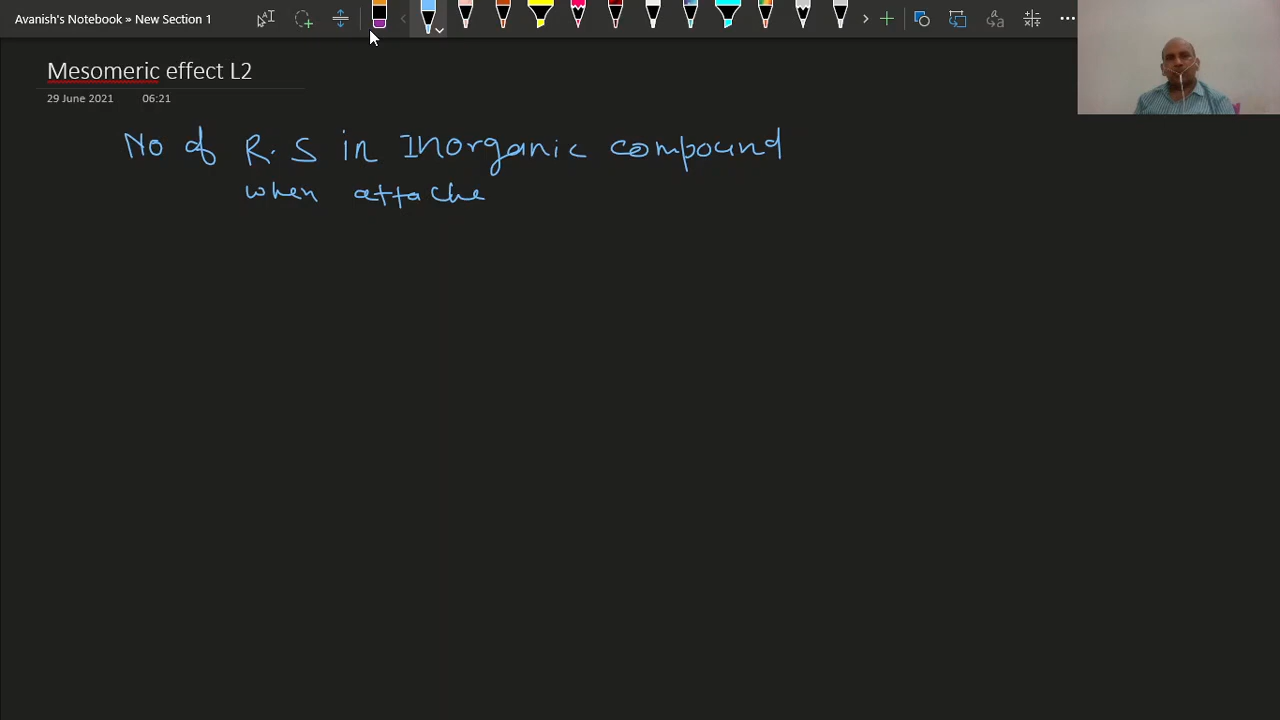 Avanish's Notebook » New Section 1
Mesomeric effect L2
29 June 2021 06:21
No of R.S in Inorganic compound
when attache